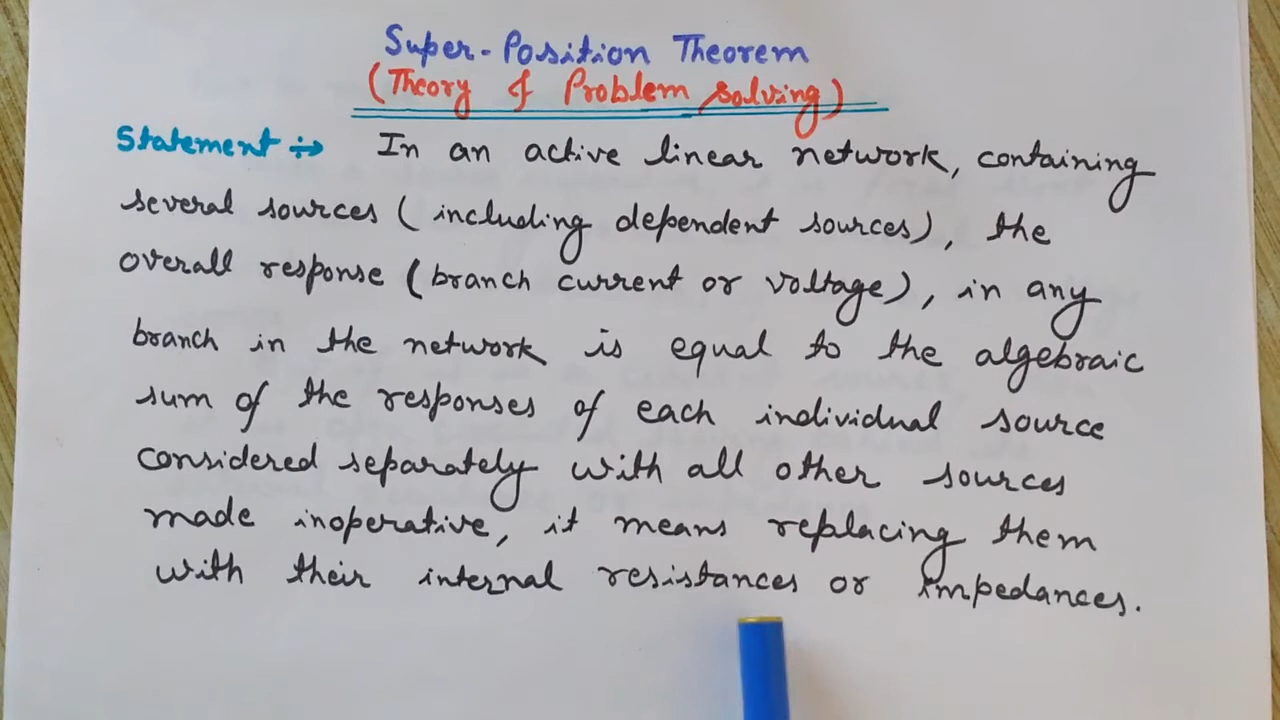 Super-Position Theorem
(Theory & Problem solving)
Statement ÷→ In an active linear network, containing
several sources (including dependent sources), the
overall response (branch current or voltage), in any
branch in the network is equal to the algebraic
sum of the responses of each individual source
considered separately with all other sources
made inoperative, it means replacing them
with their internal resistances or impedances.